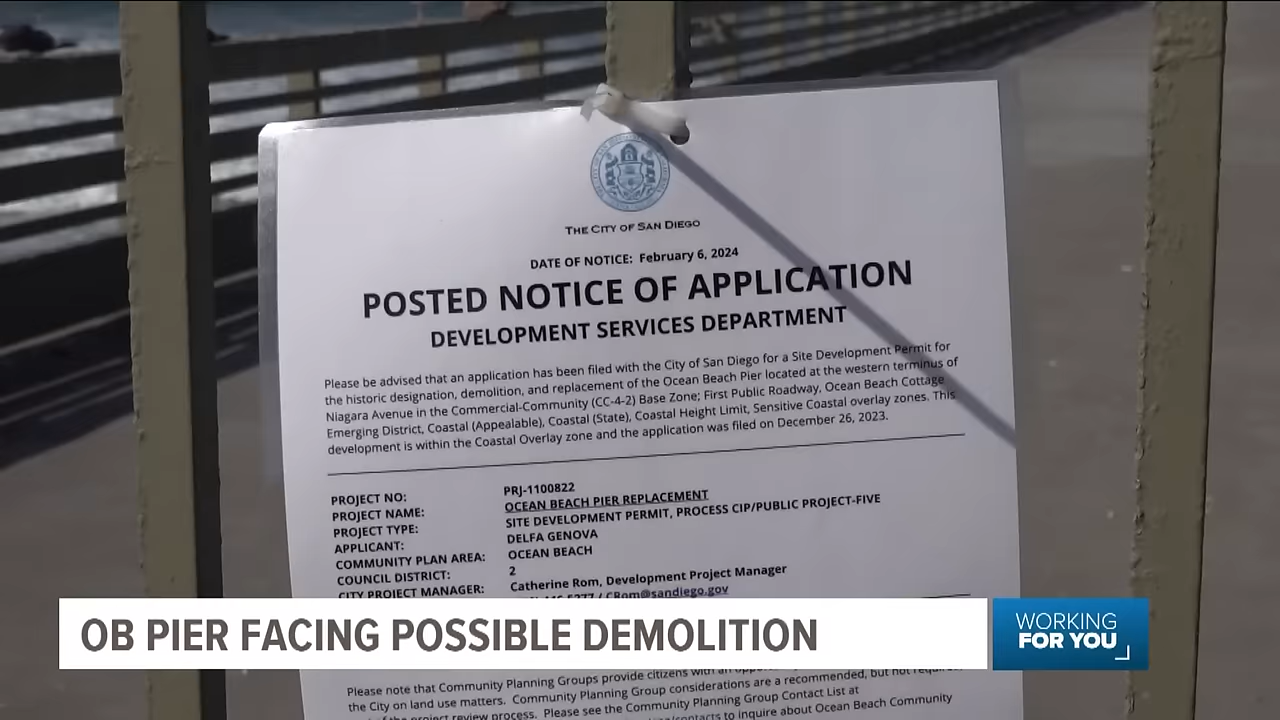 THE CITY OF SAN DIEGO
DATE OF NOTICE: February 6, 2024
POSTED NOTICE OF APPLICATION
DEVELOPMENT SERVICES DEPARTMENT
Please be advised that an application has been filed with the City of San Diego for a Site Development Permit for
the historic designation, demolition, and replacement of the Ocean Beach Pier located at the western terminus of
Niagara Avenue in the Commercial-Community (CC-4-2) Base Zone; First Public Roadway, Ocean Beach Cottage
Emerging District, Coastal (Appealable), Coastal (State), Coastal Height Limit, Sensitive Coastal overlay zones. This
development is within the Coastal Overlay zone and the application was filed on December 26, 2023.
PROJECT NO: PRJ-1100822
PROJECT NAME: OCEAN BEACH PIER REPLACEMENT
PROJECT TYPE: SITE DEVELOPMENT PERMIT, PROCESS CIP/PUBLIC PROJECT-FIVE
APPLICANT: DELFA GENOVA
COMMUNITY PLAN AREA: OCEAN BEACH
COUNCIL DISTRICT: 2
CITY PROJECT MANAGER: Catherine Rom, Development Project Manager
/ CRom@sandiego.gov
OB PIER FACING POSSIBLE DEMOLITION
WORKING
FOR YOU
Please note that Community Planning Groups provide citizens with an
the City on land use matters. Community Planning Group considerations are a recommended, but not
of the project review process. Please see the Community Planning Group Contact List at
to inquire about Ocean Beach Community